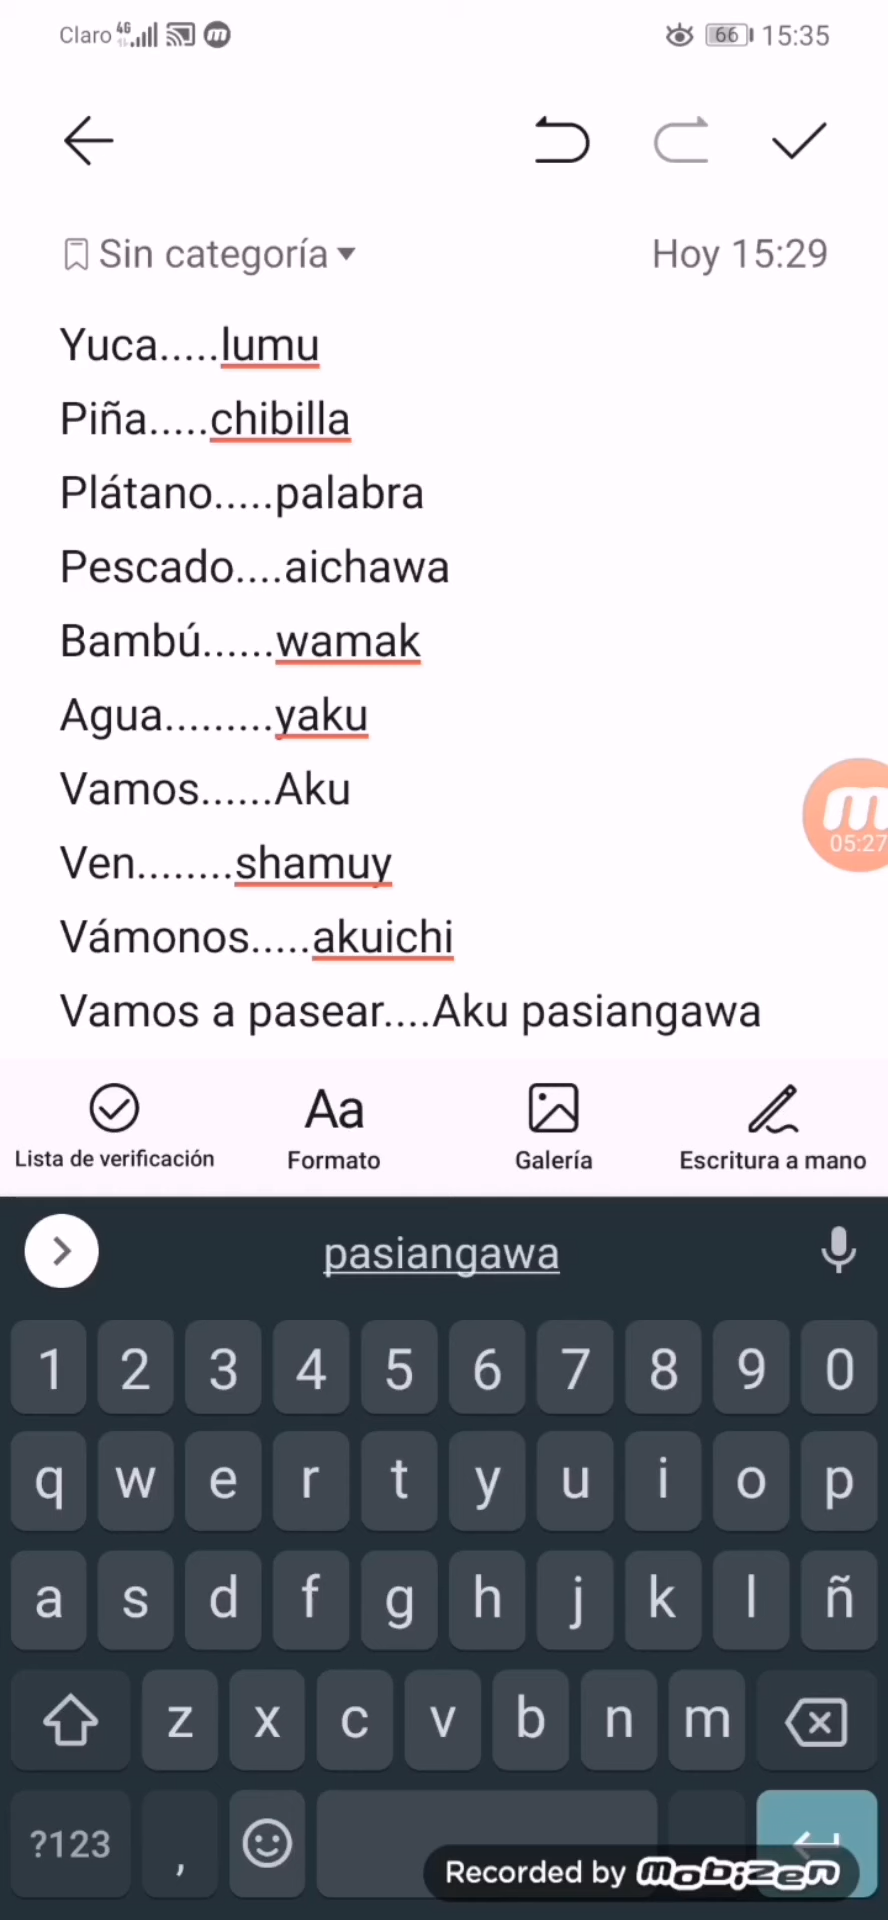 Claro 4G 66 15:35
Sin categoría Hoy 15:29
Yuca.....lumu
Piña.....chibilla
Plátano.....palabra
Pescado....aichawa
Bambú......wamak
Agua.........yaku
Vamos......Aku
Ven........shamuy
Vámonos.....akuichi
Vamos a pasear....Aku pasiangawa
m
05:27
Aa
Lista de verificación Formato Galería Escritura a mano
pasiangawa
1 2 3 4 5 6 7 8 9 0
q w e r t y u i o p
a s d f g h j k l ñ
z x c v b n m
?123 ,
Recorded by mobizen